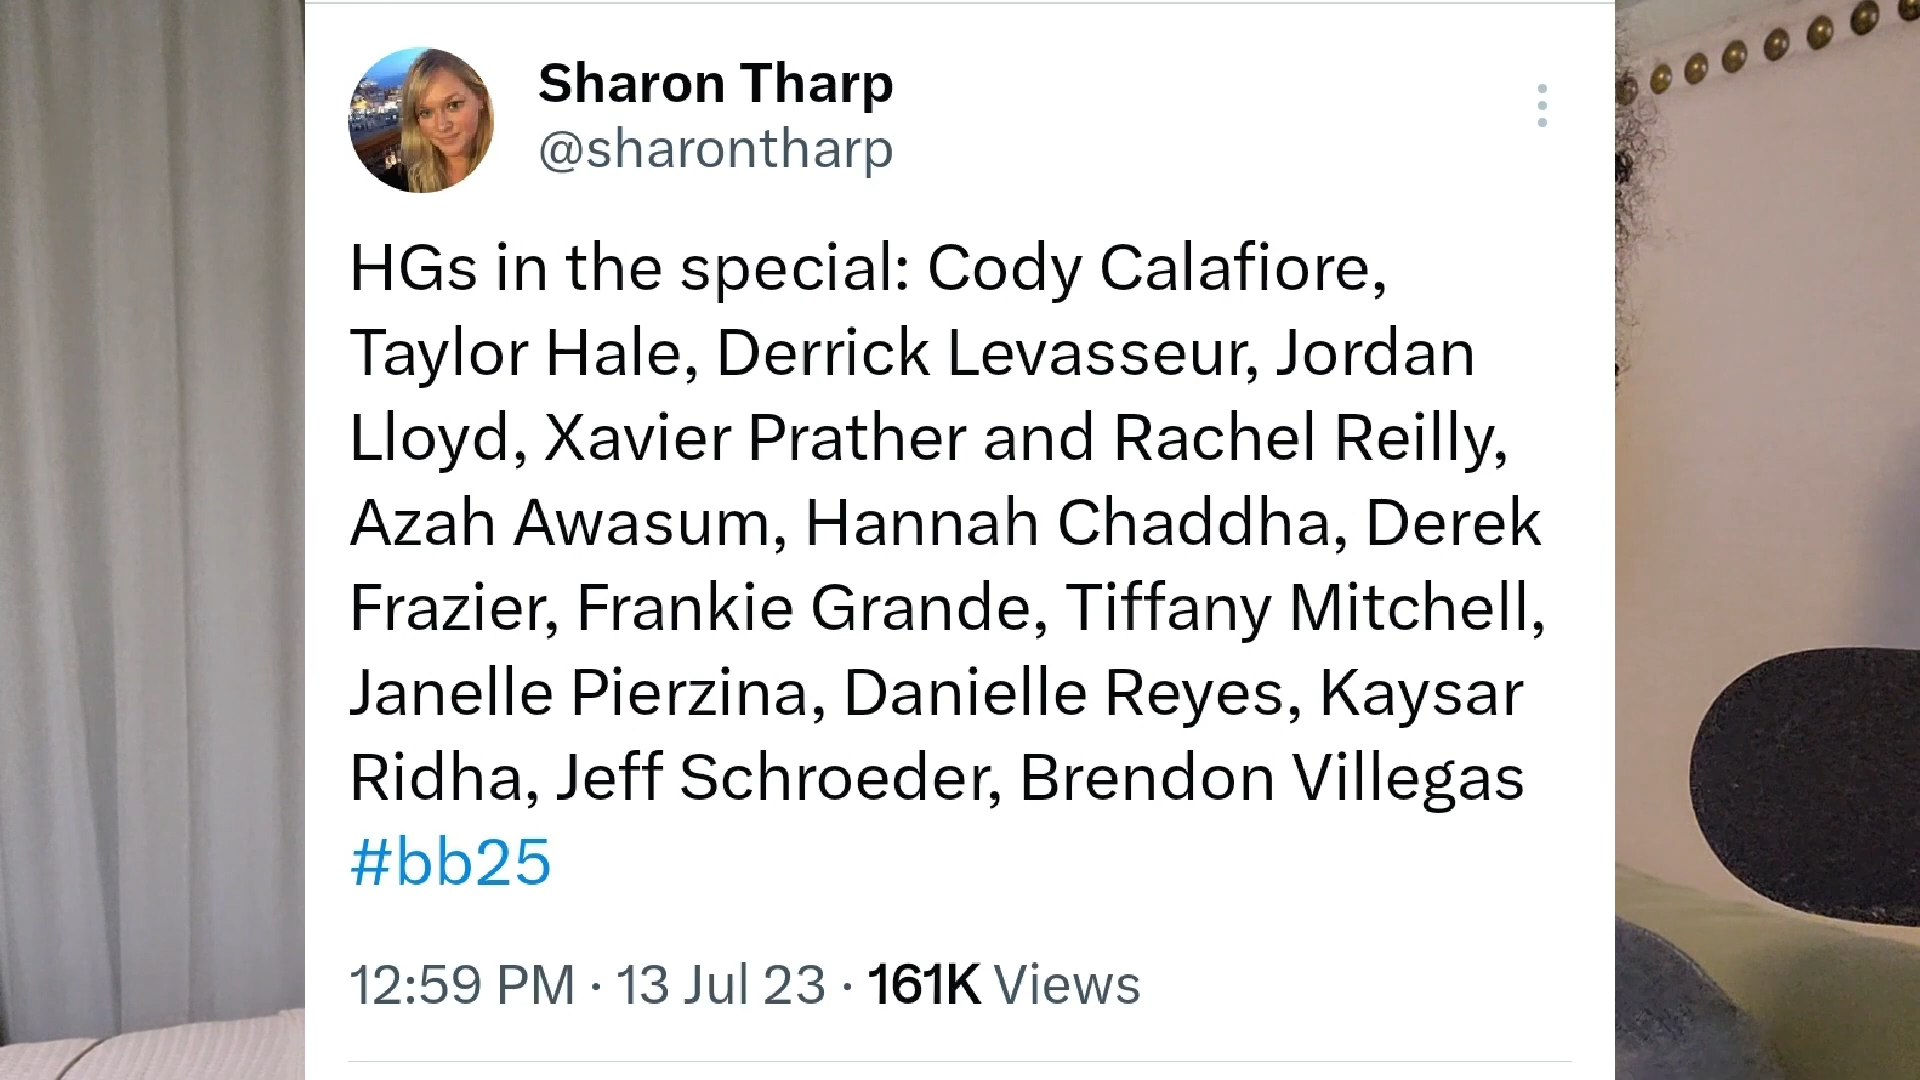 Sharon Tharp
@sharontharp
HGs in the special: Cody Calafiore,
Taylor Hale, Derrick Levasseur, Jordan
Lloyd, Xavier Prather and Rachel Reilly,
Azah Awasum, Hannah Chaddha, Derek
Frazier, Frankie Grande, Tiffany Mitchell,
Janelle Pierzina, Danielle Reyes, Kaysar
Ridha, Jeff Schroeder, Brendon Villegas
#bb25
12:59 PM · 13 Jul 23 · 161K Views